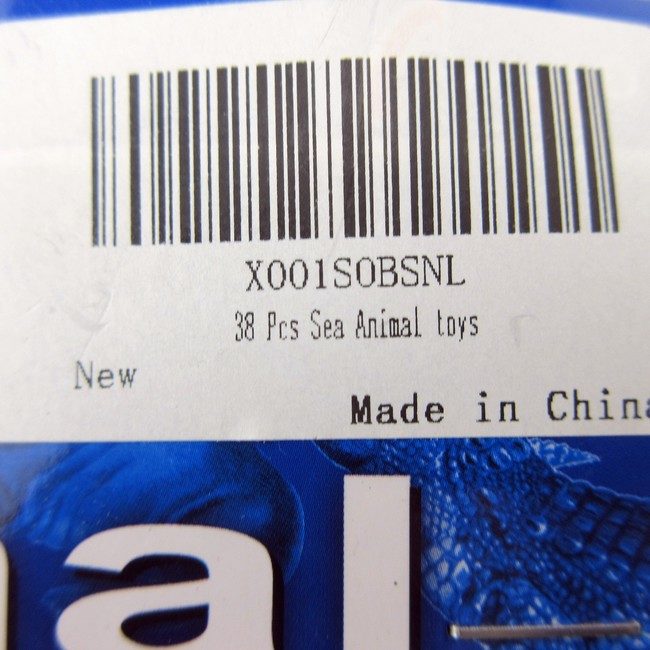 X001SOBSNL
38 Pcs Sea Animal toys
New
Made in China
al